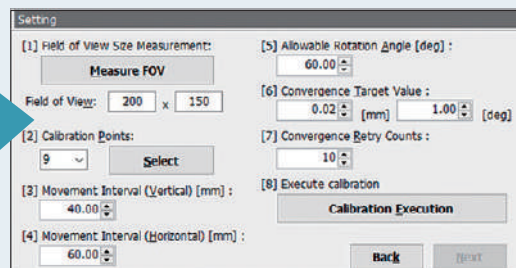 Setting
[1] Field of View Size Measurement:
Measure FOV
Field of View: 200 x 150
[2] Calibration Points:
9 Select
[3] Movement Interval (Vertical) [mm] :
40.00
[4] Movement Interval (Horizontal) [mm] :
60.00
[5] Allowable Rotation Angle [deg] :
60.00
[6] Convergence Target Value :
0.02 [mm] 1.00 [deg]
[7] Convergence Retry Counts :
10
[8] Execute calibration
Calibration Execution
Back Next